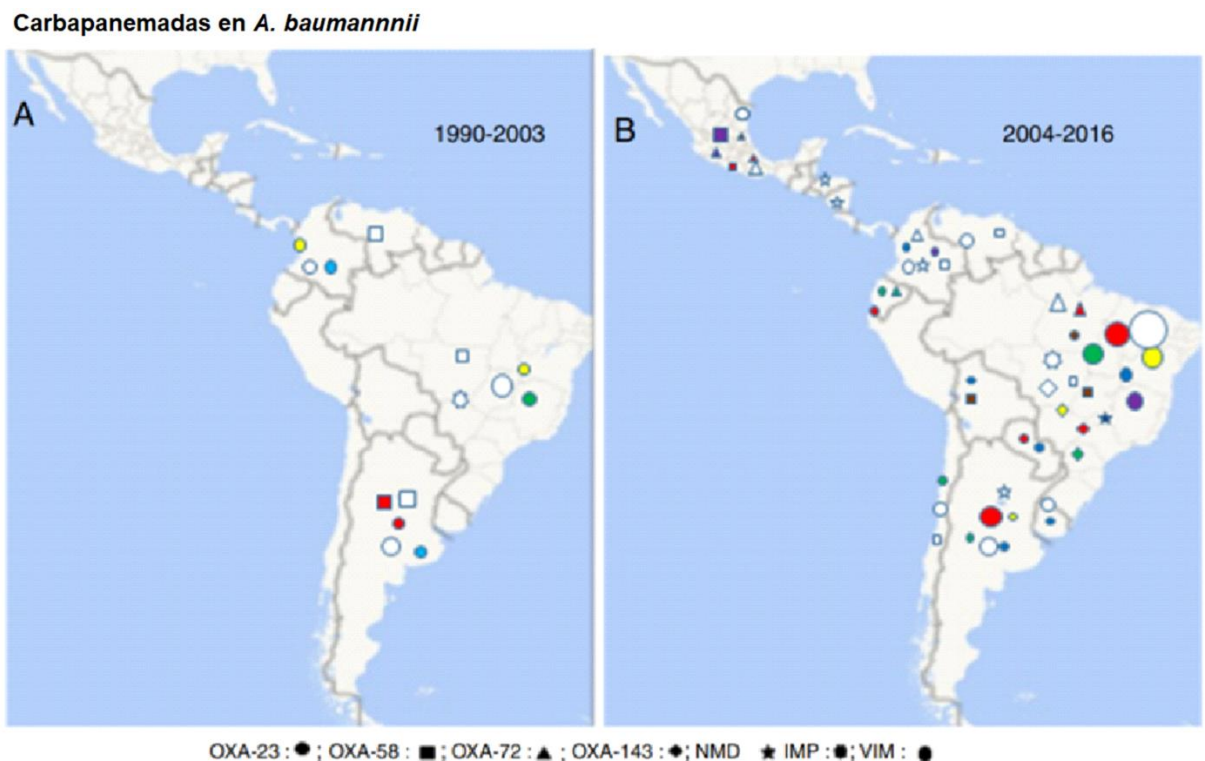 Carbapanemadas en A. baumannnii
A 1990-2003
B 2004-2016
OXA-23 : ● ; OXA-58 : ■ ; OXA-72 : ▲ ; OXA-143 : ◆ ; NMD ★ IMP : ● ; VIM : ●